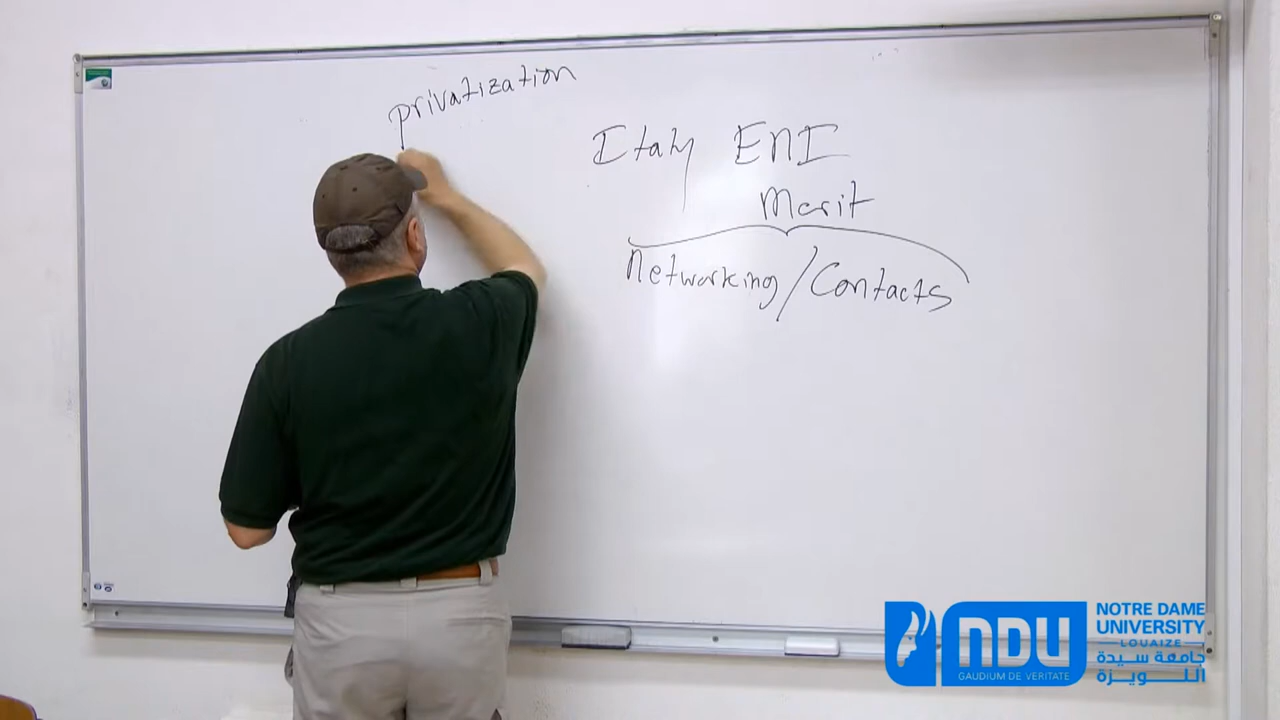 privatization
Italy ENI
Merit
Networking/Contacts
NDU
GAUDIUM DE VERITATE
NOTRE DAME
UNIVERSITY
LOUAIZE
جامعة سيدة
اللويزة